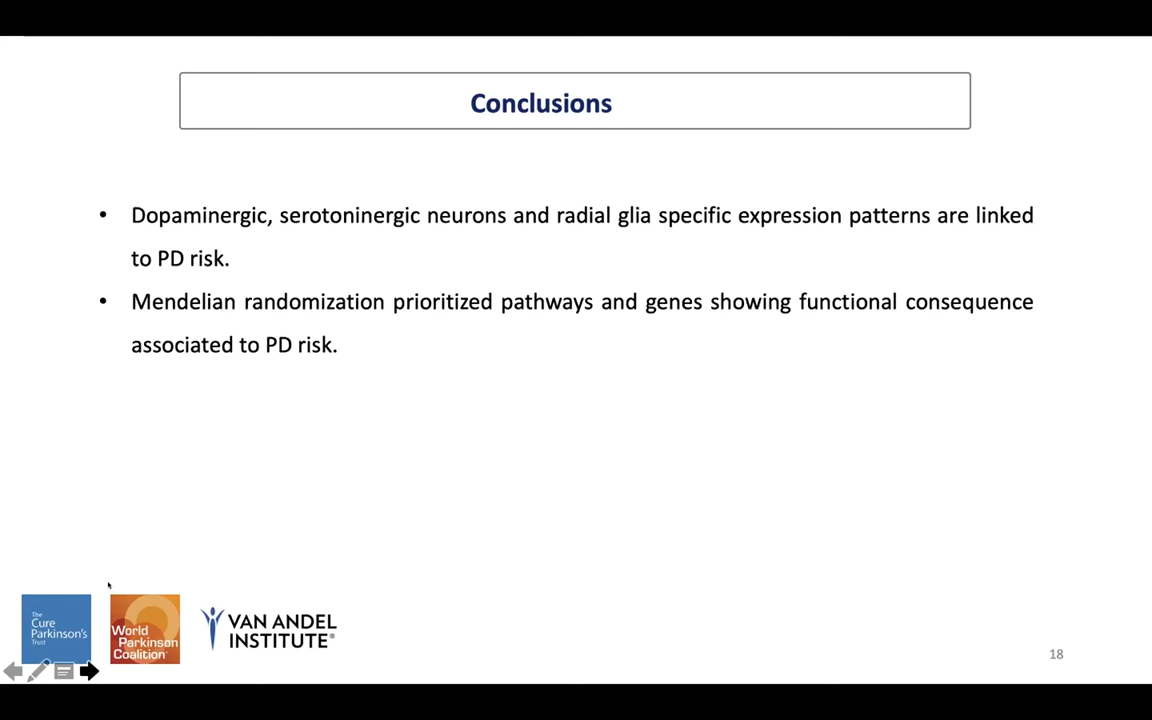 Conclusions
• Dopaminergic, serotoninergic neurons and radial glia specific expression patterns are linked
to PD risk.
• Mendelian randomization prioritized pathways and genes showing functional consequence
associated to PD risk.
The
Cure
Parkinson's
Trust
World
Parkinson
Coalition
VAN ANDEL
INSTITUTE®
18